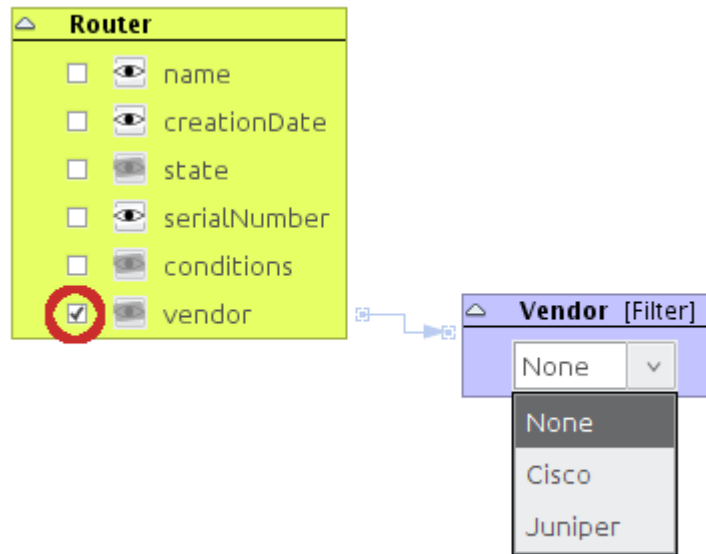 Router
name
creationDate
state
serialNumber
conditions
vendor
Vendor [Filter]
None
None
Cisco
Juniper